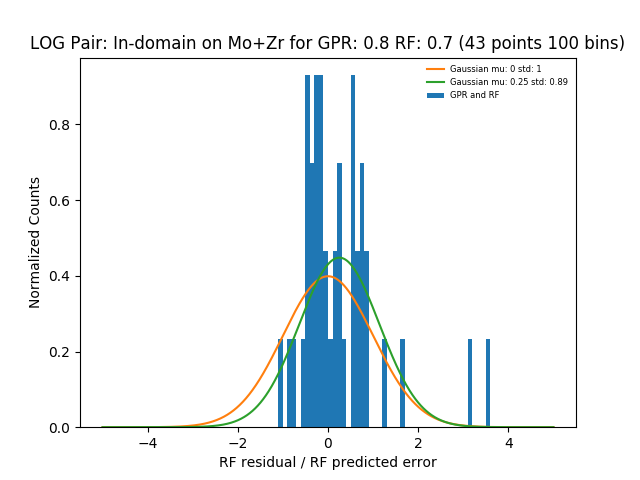 LOG Pair: In-domain on Mo+Zr for GPR: 0.8 RF: 0.7 (43 points 100 bins)
Gaussian mu: 0 std: 1
Gaussian mu: 0.25 std: 0.89
GPR and RF
Normalized Counts
0.8
0.6
0.4
0.2
0.0
−4 −2 0 2 4
RF residual / RF predicted error